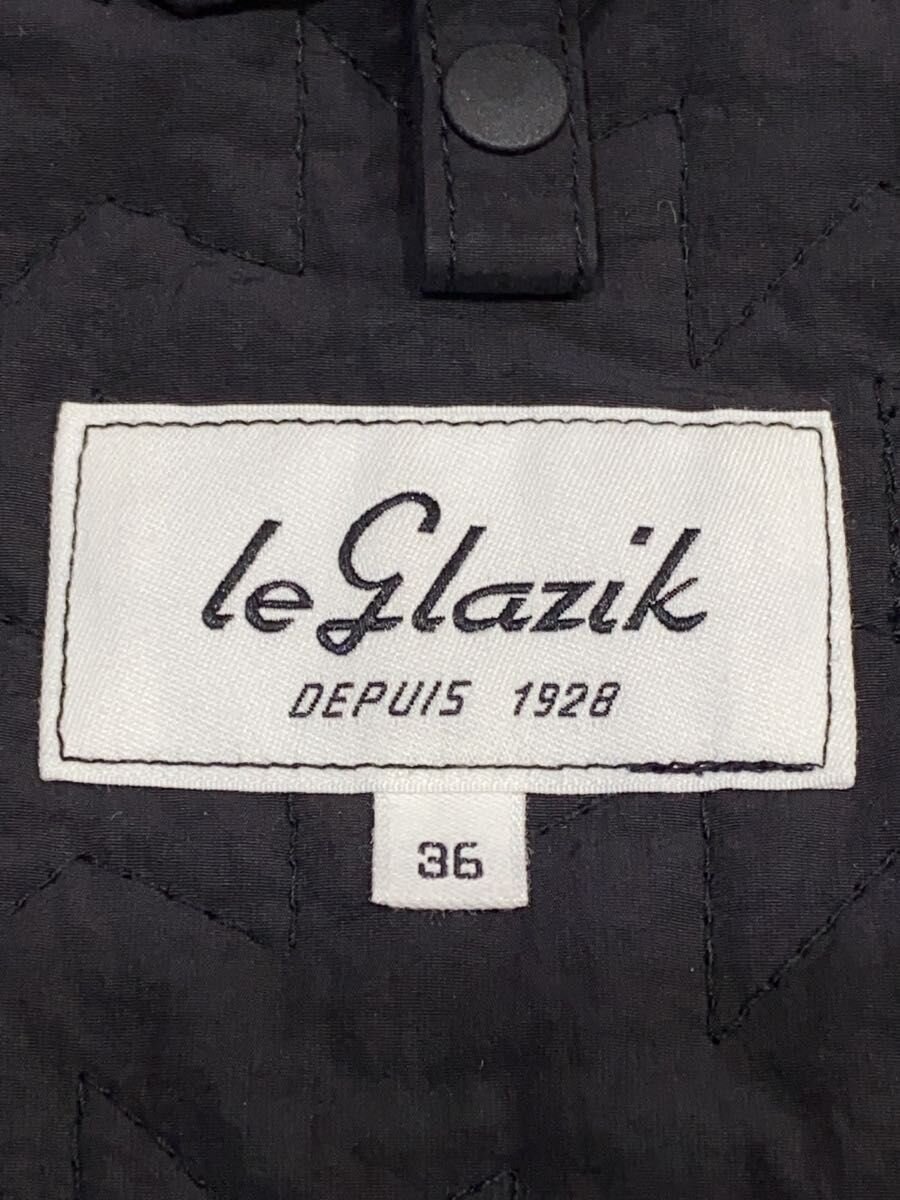 le Glazik
DEPUIS 1928
36